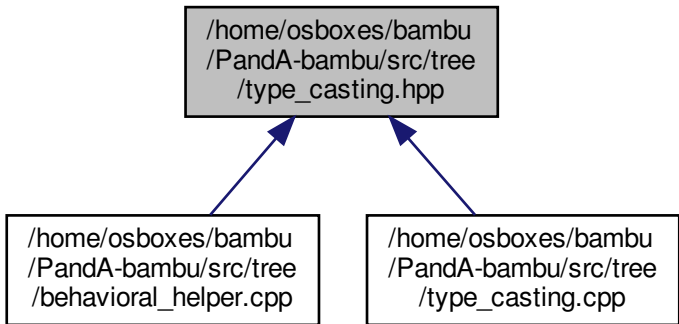 /home/osboxes/bambu
/PandA-bambu/src/tree
/type_casting.hpp
/home/osboxes/bambu
/PandA-bambu/src/tree
/behavioral_helper.cpp
/home/osboxes/bambu
/PandA-bambu/src/tree
/type_casting.cpp